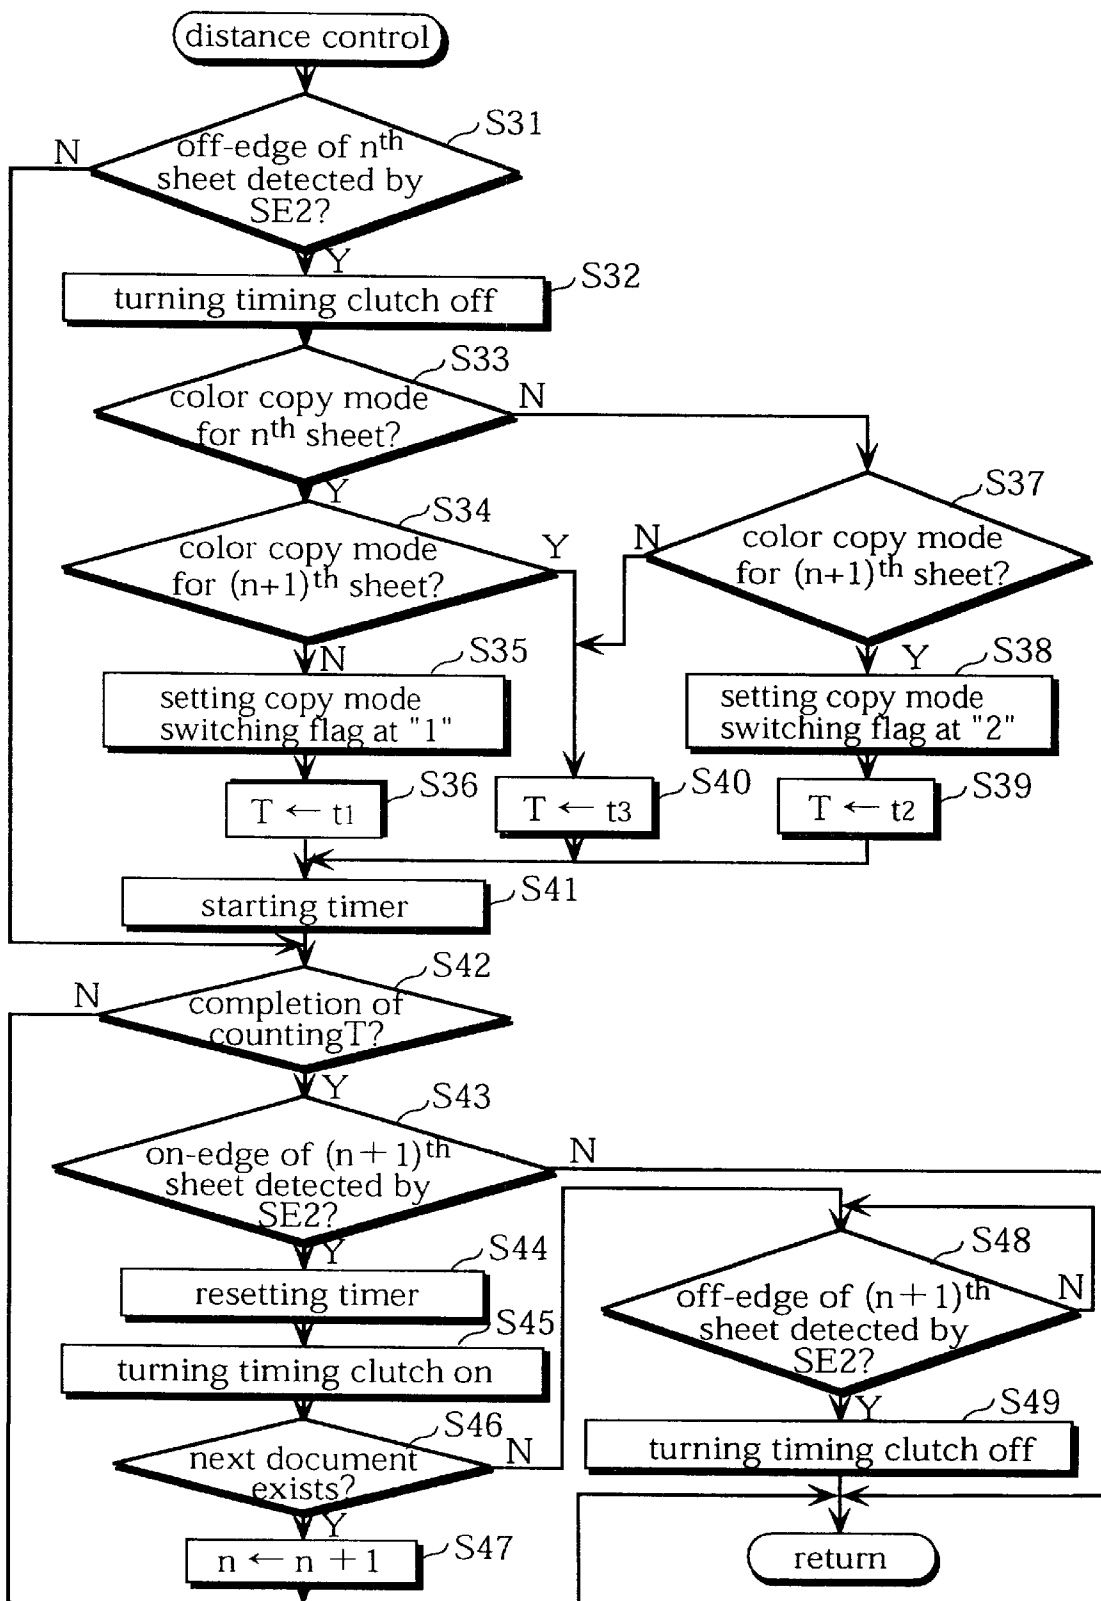 distance control
S31
N
off-edge of nth
sheet detected by
SE2?
Y
S32
turning timing clutch off
S33
color copy mode
for nth sheet?
N
Y
S34
color copy mode
for (n+1)th sheet?
Y
S37
N
color copy mode
for (n+1)th sheet?
N
S35
Y
S38
setting copy mode
switching flag at "1"
setting copy mode
switching flag at "2"
S36
T ← t1
S40
T ← t3
S39
T ← t2
S41
starting timer
S42
N
completion of
countingT?
Y
S43
on-edge of (n+1)th
sheet detected by
SE2?
N
Y
S44
resetting timer
S45
turning timing clutch on
S46
next document
exists?
N
Y
S47
n ← n + 1
S48
off-edge of (n+1)th
sheet detected by
SE2?
N
Y
S49
turning timing clutch off
return